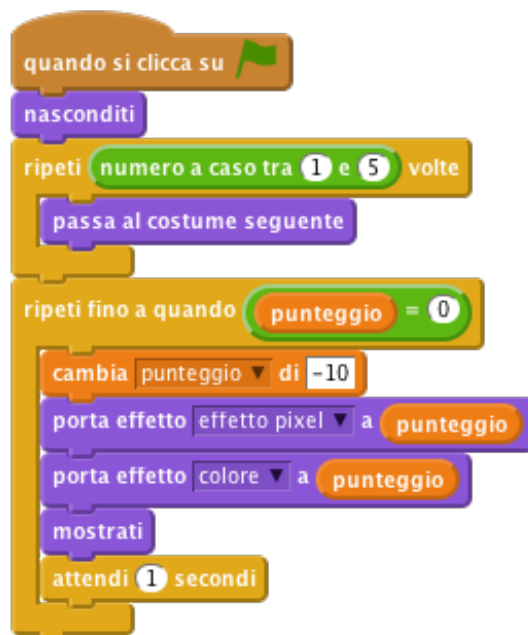 quando si clicca su
nasconditi
ripeti numero a caso tra 1 e 5 volte
passa al costume seguente
ripeti fino a quando punteggio = 0
cambia punteggio di -10
porta effetto effetto pixel a punteggio
porta effetto colore a punteggio
mostrati
attendi 1 secondi